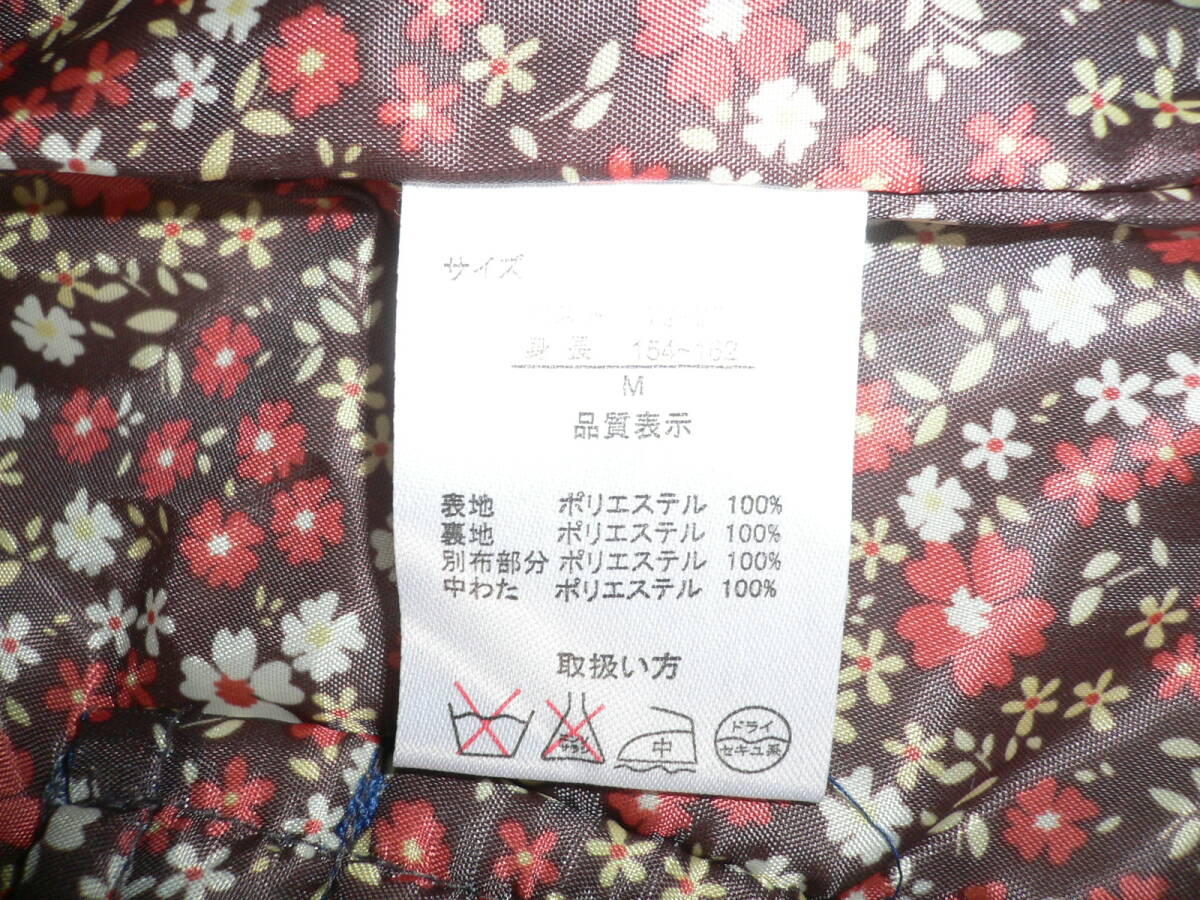 サイズ
身長 154~162
M
品質表示
表地 ポリエステル 100%
裏地 ポリエステル 100%
別布部分 ポリエステル 100%
中わた ポリエステル 100%
取扱い方
中
ドライ
セキユ系